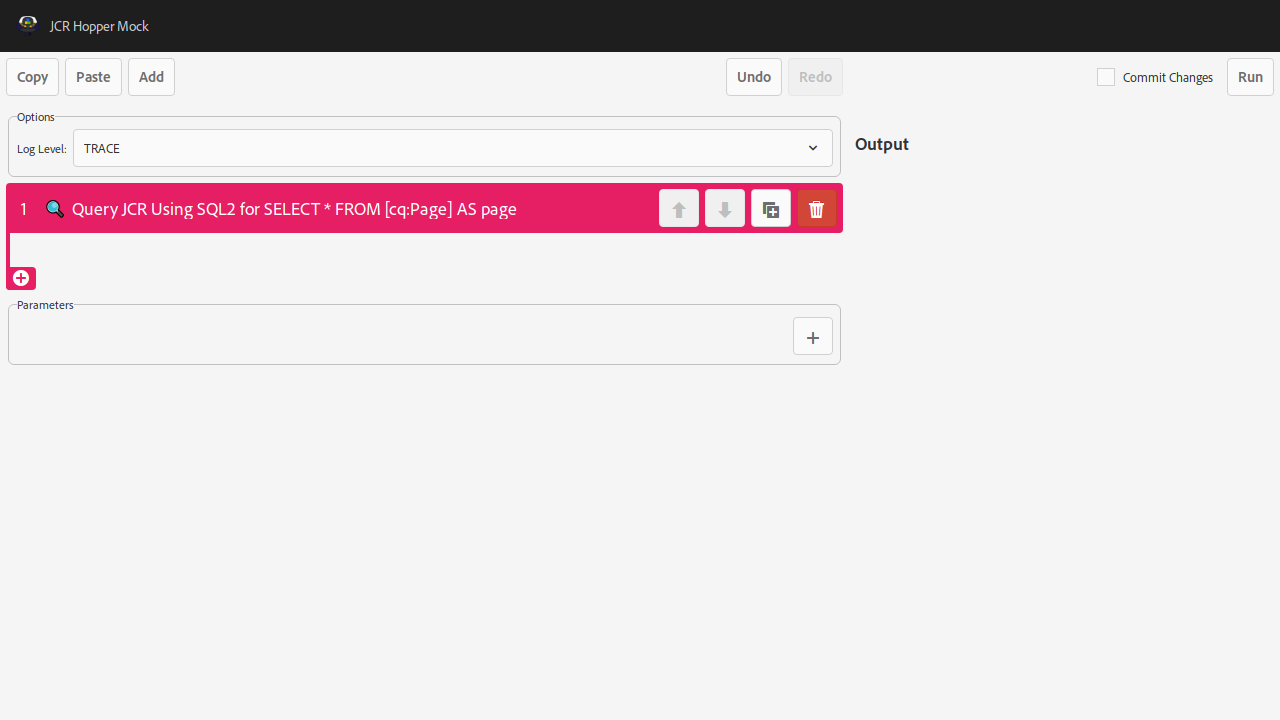 JCR Hopper Mock
Copy Paste Add Undo Redo Commit Changes Run
Options
Log Level: TRACE
Output
1 Query JCR Using SQL2 for SELECT * FROM [cq:Page] AS page
Parameters